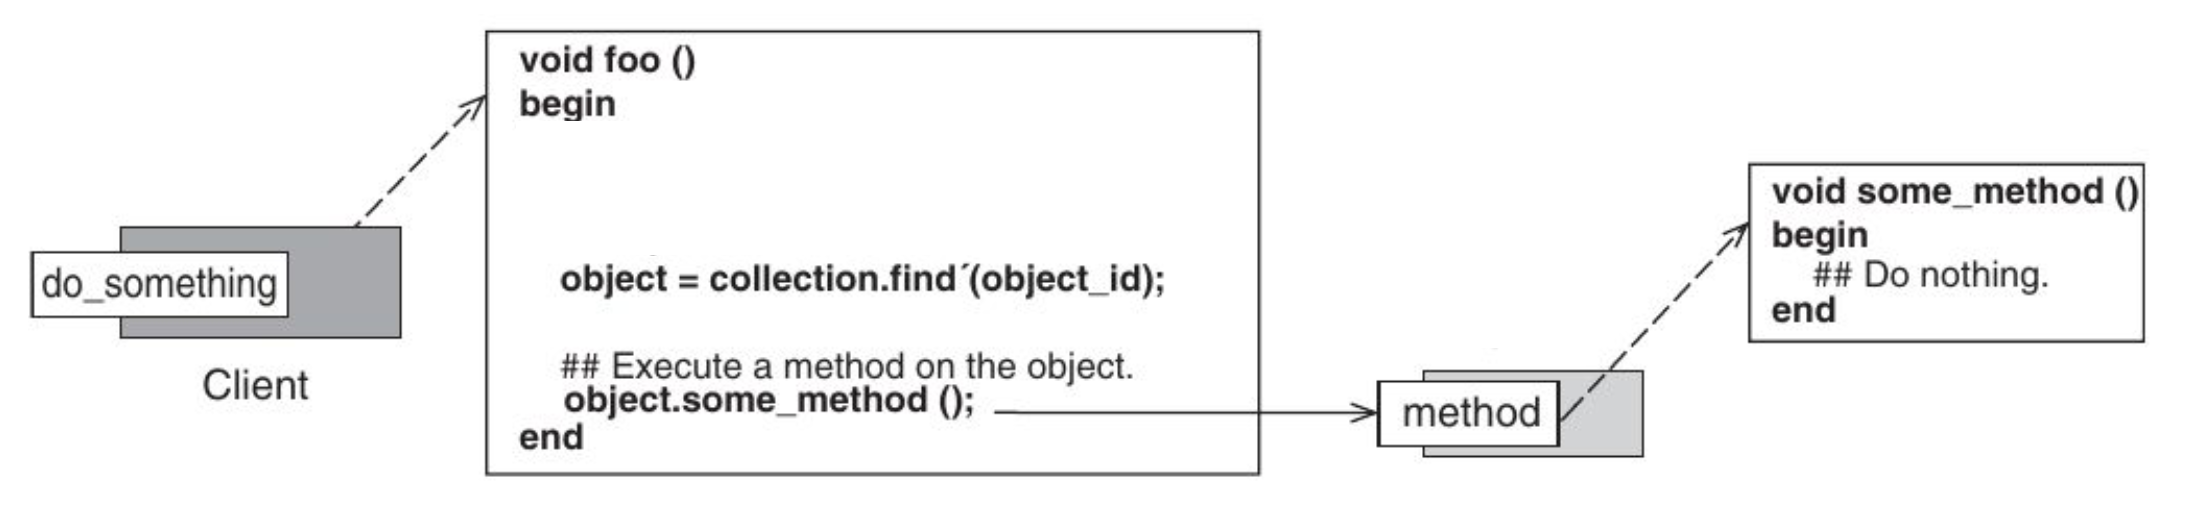 void foo ()
begin
object = collection.find´(object_id);
## Execute a method on the object.
object.some_method ();
end
do_something
Client
method
void some_method ()
begin
## Do nothing.
end